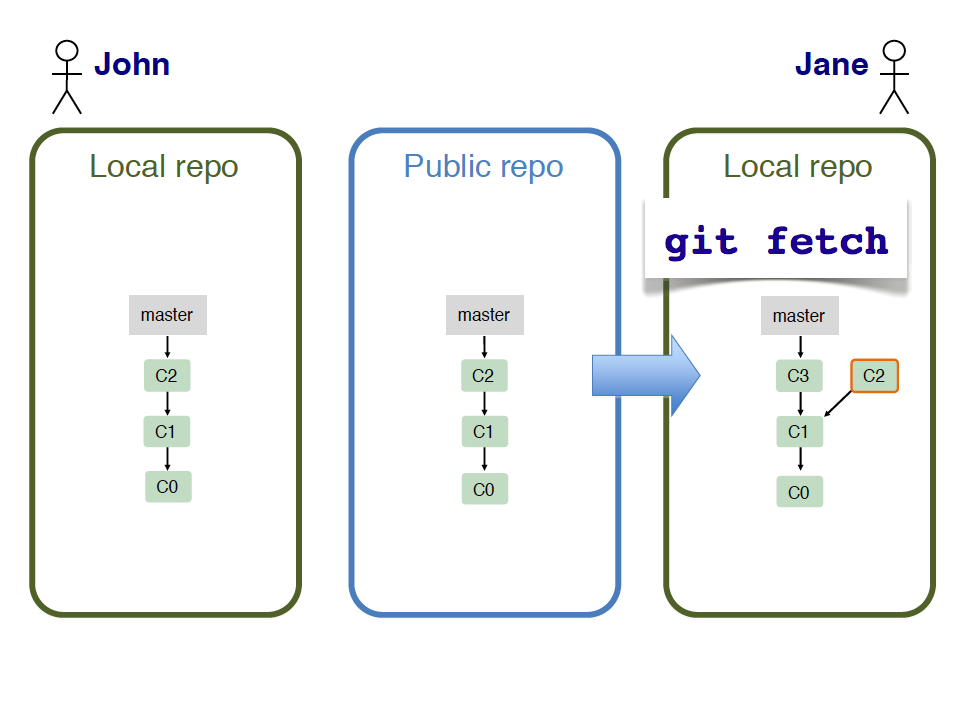 John
Jane
Local repo
Public repo
Local repo
git fetch
master
master
master
C2
C2
C3
C2
C1
C1
C1
C0
C0
C0